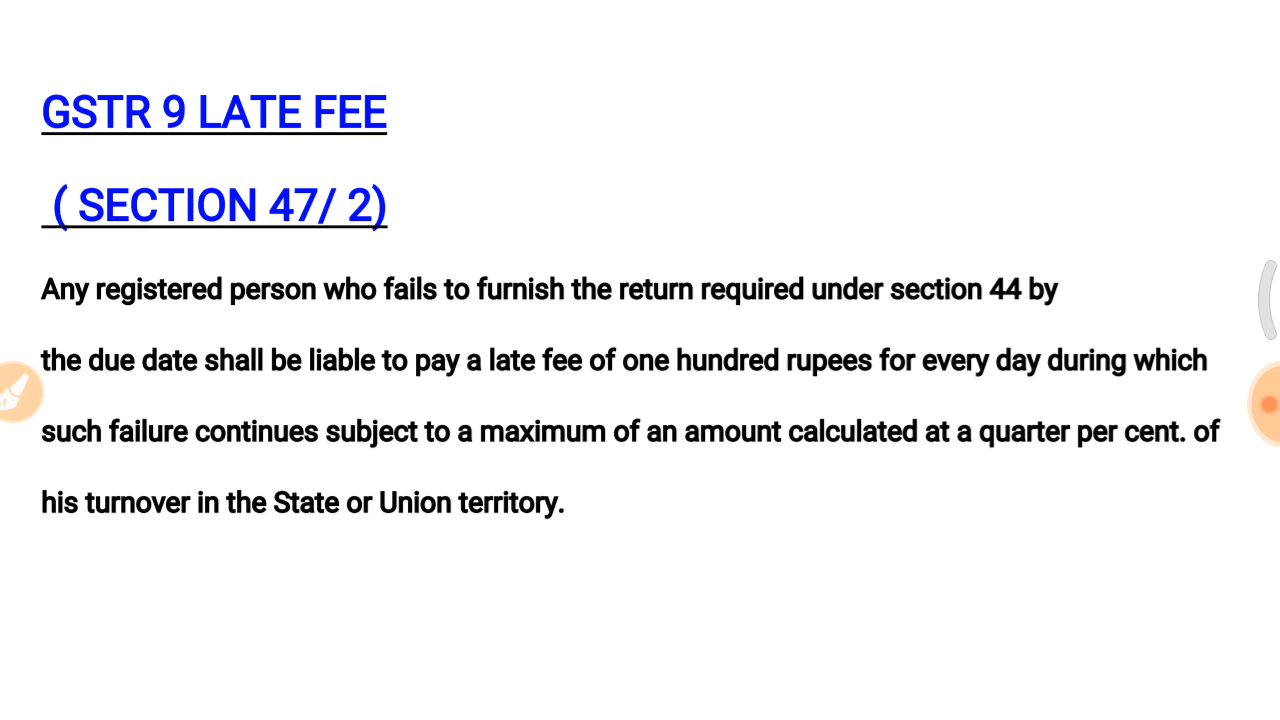 GSTR 9 LATE FEE
( SECTION 47/ 2)
Any registered person who fails to furnish the return required under section 44 by
the due date shall be liable to pay a late fee of one hundred rupees for every day during which
such failure continues subject to a maximum of an amount calculated at a quarter per cent. of
his turnover in the State or Union territory.